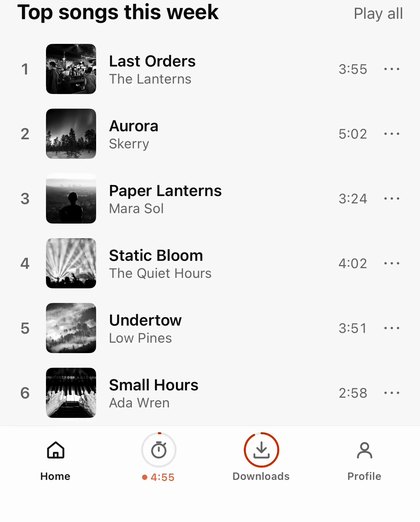 Top songs this week
Play all
1
Last Orders
The Lanterns
3:55
2
Aurora
Skerry
5:02
3
Paper Lanterns
Mara Sol
3:24
4
Static Bloom
The Quiet Hours
4:02
5
Undertow
Low Pines
3:51
6
Small Hours
Ada Wren
2:58
Home
4:55
Downloads
Profile